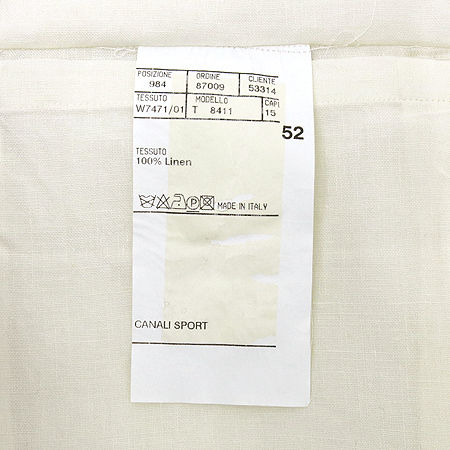 POSIZIONE ORDINE CLIENTE
984 87009 53314
TESSUTO MODELLO CAPI
W7471/01 T 8411 15
52
TESSUTO
100% Linen
P MADE IN ITALY
CANALI SPORT